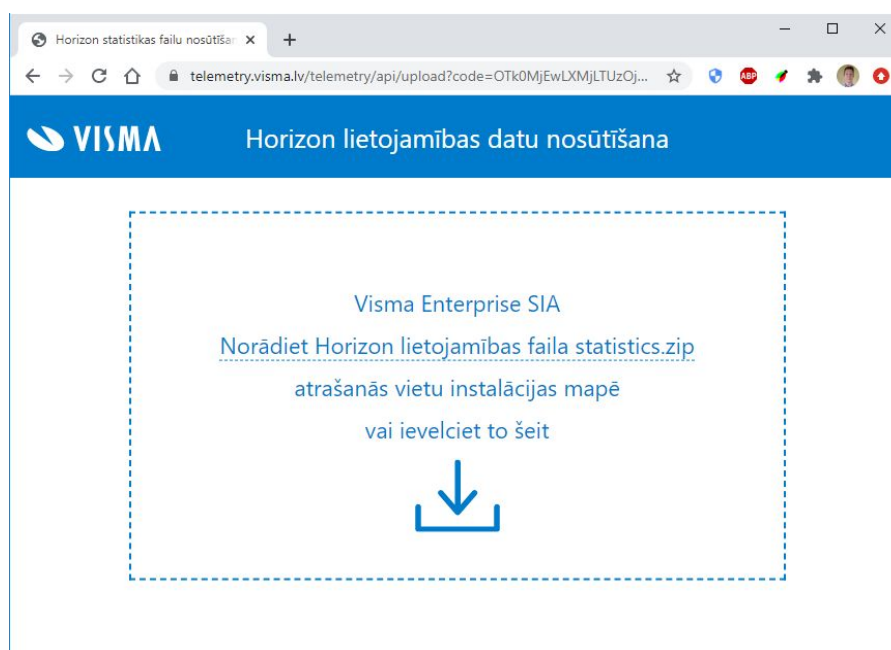 Horizon statistikas failu nosūtīšan
telemetry.visma.lv/telemetry/api/upload?code=OTk0MjEwLXMjLTUzOj...
ABP
VISMA
Horizon lietojamības datu nosūtīšana
Visma Enterprise SIA
Norādiet Horizon lietojamības faila statistics.zip
atrašanās vietu instalācijas mapē
vai ievelciet to šeit